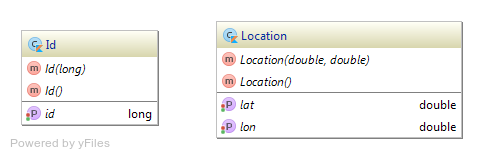 Id
Id(long)
Id()
id long
Location
Location(double, double)
Location()
lat double
lon double
Powered by yFiles